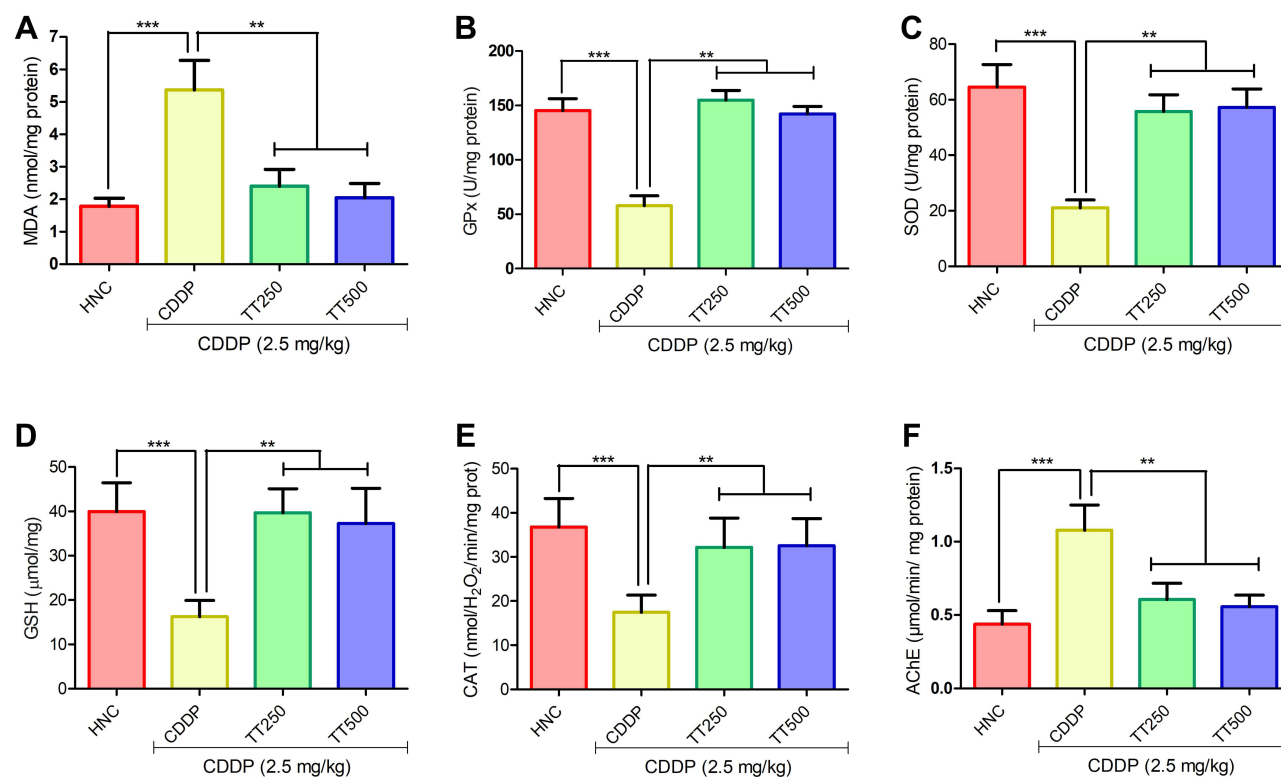 A
MDA (nmol/mg protein)
7
6
5
4
3
2
1
0
***
**
HNC
CDDP
TT250
TT500
CDDP (2.5 mg/kg)
B
GPx (U/mg protein)
200
150
100
50
0
***
**
HNC
CDDP
TT250
TT500
CDDP (2.5 mg/kg)
C
SOD (U/mg protein)
80
60
40
20
0
***
**
HNC
CDDP
TT250
TT500
CDDP (2.5 mg/kg)
D
GSH (μmol/mg)
50
40
30
20
10
0
***
**
HNC
CDDP
TT250
TT500
CDDP (2.5 mg/kg)
E
CAT (nmol/H₂O₂/min/mg prot)
50
40
30
20
10
0
***
**
HNC
CDDP
TT250
TT500
CDDP (2.5 mg/kg)
F
AChE (μmol/min/ mg protein)
1.5
1.0
0.5
0.0
***
**
HNC
CDDP
TT250
TT500
CDDP (2.5 mg/kg)